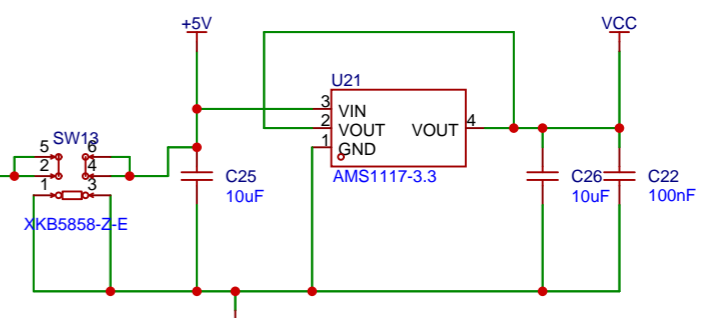 +5V
VCC
U21
3 VIN
2 VOUT
VOUT 4
1 GND
AMS1117-3.3
SW13
5 6
2 4
1 3
XKB5858-Z-E
C25
10uF
C26
10uF
C22
100nF